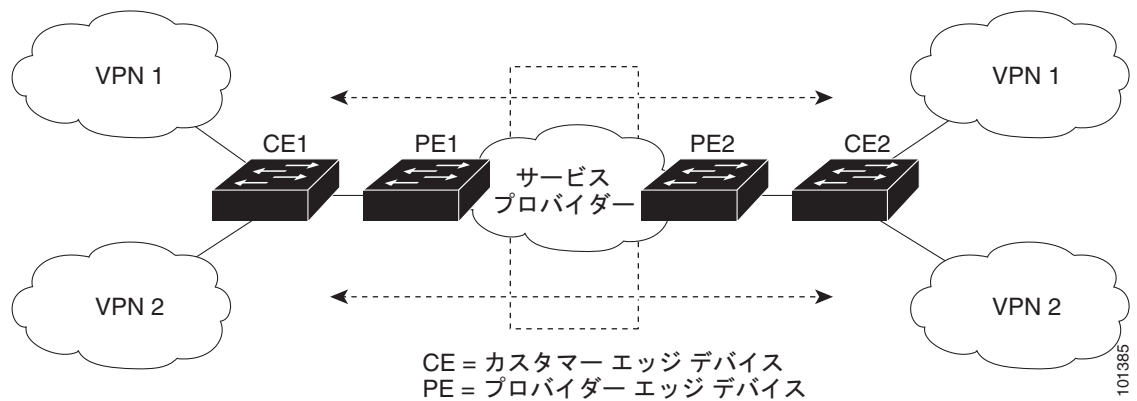 VPN 1
VPN 1
CE1
PE1
PE2
CE2
サービス
プロバイダー
VPN 2
VPN 2
CE = カスタマー エッジ デバイス
PE = プロバイダー エッジ デバイス
101385